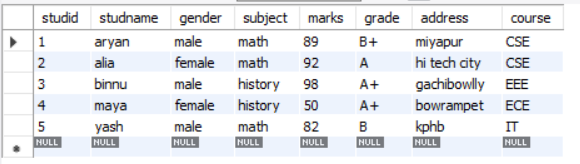 studid studname gender subject marks grade address course
1 aryan male math 89 B+ miyapur CSE
2 alia female math 92 A hi tech city CSE
3 binnu male history 98 A+ gachibowlly EEE
4 maya female history 50 A+ bowrampet ECE
5 yash male math 82 B kphb IT
NULL NULL NULL NULL NULL NULL NULL NULL